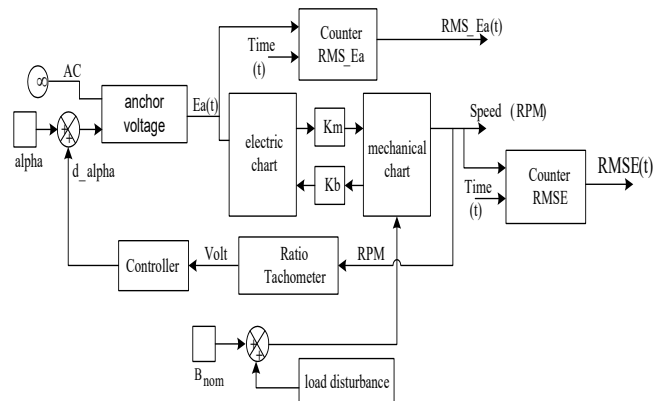 Counter
RMS_Ea
RMS_Ea(t)
Time
(t)
∞
AC
anchor
voltage
Ea(t)
alpha
+
+
d_alpha
electric
chart
Km
Kb
mechanical
chart
Speed (RPM)
Time
(t)
Counter
RMSE
RMSE(t)
Controller
Volt
Ratio
Tachometer
RPM
B nom
+
+
load disturbance